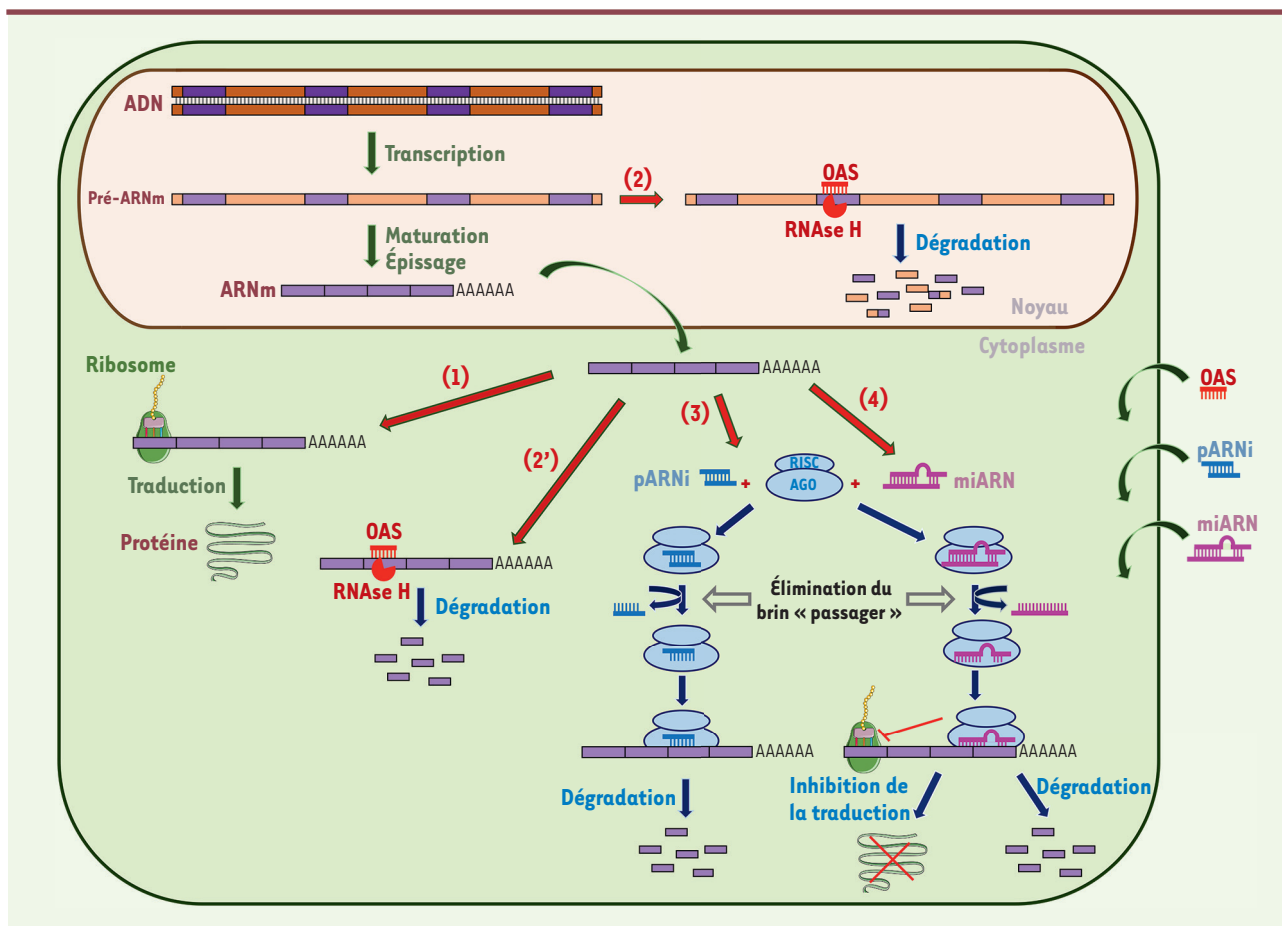 ADN
Transcription
Pré-ARNm
(2)
OAS
RNAse H
Maturation
Épissage
Dégradation
ARNm
AAAAAA
Noyau
Cytoplasme
Ribosome
AAAAAA
(1)
(2’)
(3)
(4)
AAAAAA
Traduction
Protéine
OAS
AAAAAA
RNAse H
Dégradation
pARNi
+
RISC
AGO
+
miARN
Élimination du
brin « passager »
AAAAAA
Dégradation
AAAAAA
Inhibition de
la traduction
Dégradation
OAS
pARNi
miARN